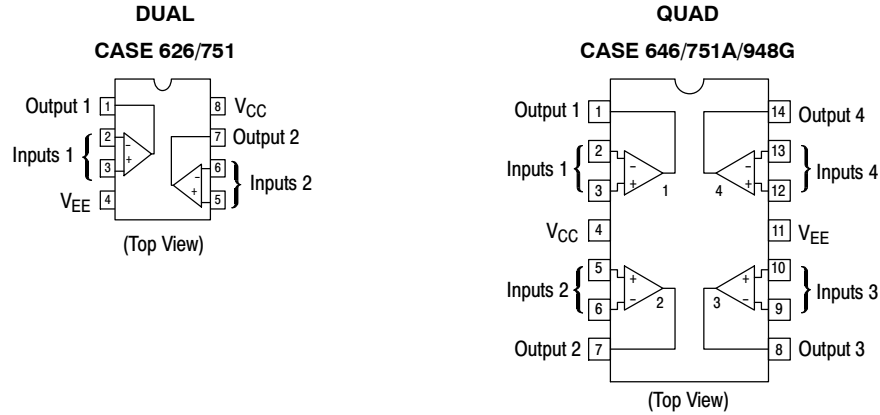 DUAL
CASE 626/751
Output 1 1 8 VCC
2 - 7 Output 2
Inputs 1 { +
3 - 6
+ } Inputs 2
VEE 4 5
(Top View)
QUAD
CASE 646/751A/948G
Output 1 1 14 Output 4
2 - - 13
Inputs 1 { } Inputs 4
3 + 1 4 + 12
VCC 4 11 VEE
5 + + 10
Inputs 2 { } Inputs 3
6 - 2 3 - 9
Output 2 7 8 Output 3
(Top View)